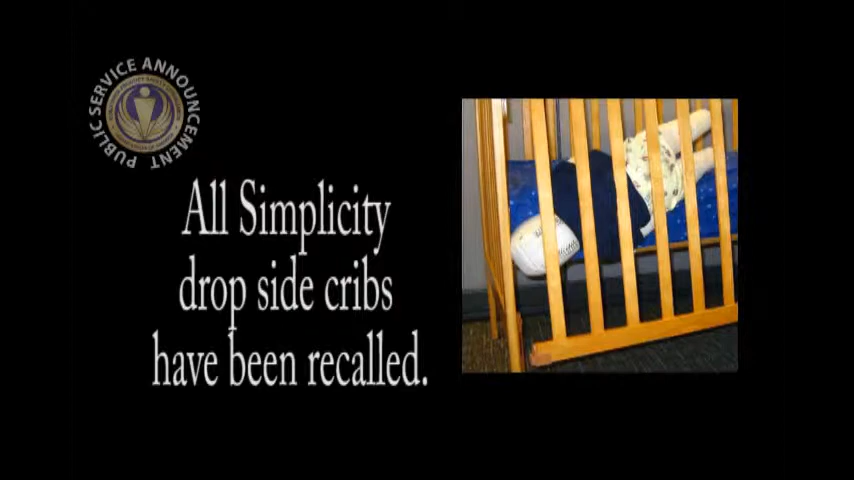 PUBLIC SERVICE ANNOUNCEMENT
All Simplicity
drop side cribs
have been recalled.